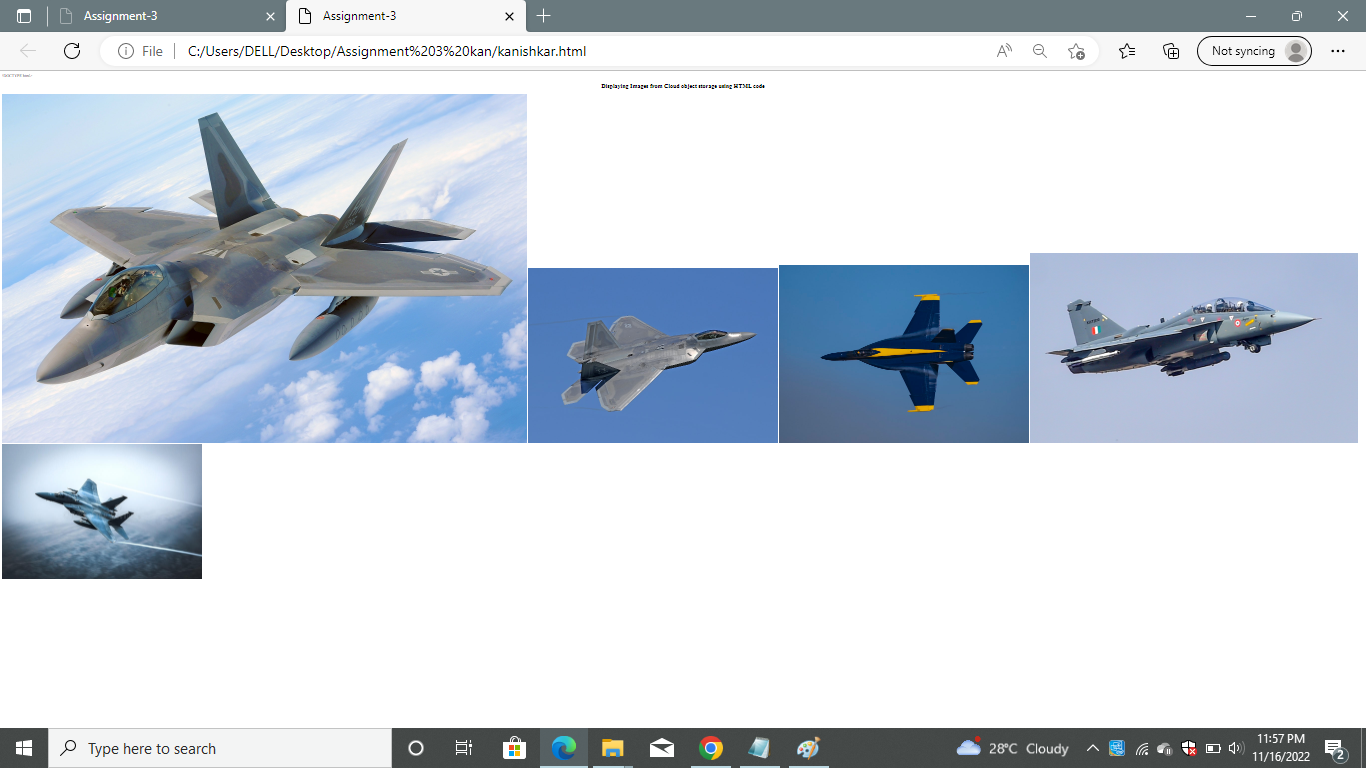 Assignment-3
Assignment-3
File
C:/Users/DELL/Desktop/Assignment%203%20kan/kanishkar.html
Not syncing
Displaying Images from Cloud object storage using HTML code
Type here to search
28°C Cloudy
11:57 PM
11/16/2022
2